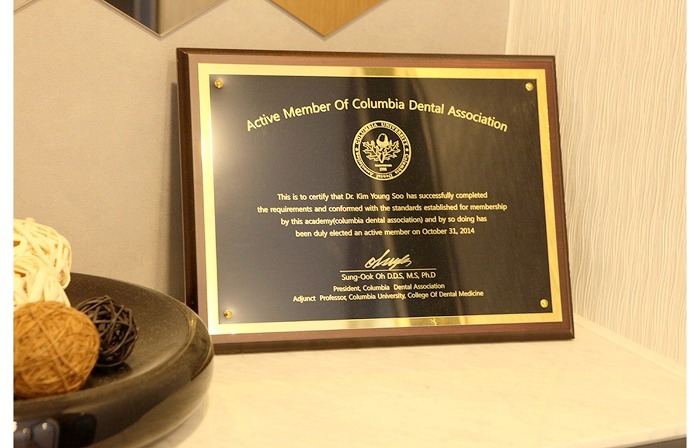 Active Member Of Columbia Dental Association
COLUMBIA UNIVERSITY
This is to certify that Dr. Kim Young Soo has successfully completed
the requirements and conformed with the standards established for membership
by this academy(columbia dental association) and by so doing has
been duly elected an active member on October 31, 2014
Sung-Ook Oh D.D.S, M.S, Ph.D
President, Columbia Dental Association
Adjunct Professor, Columbia University, College Of Dental Medicine